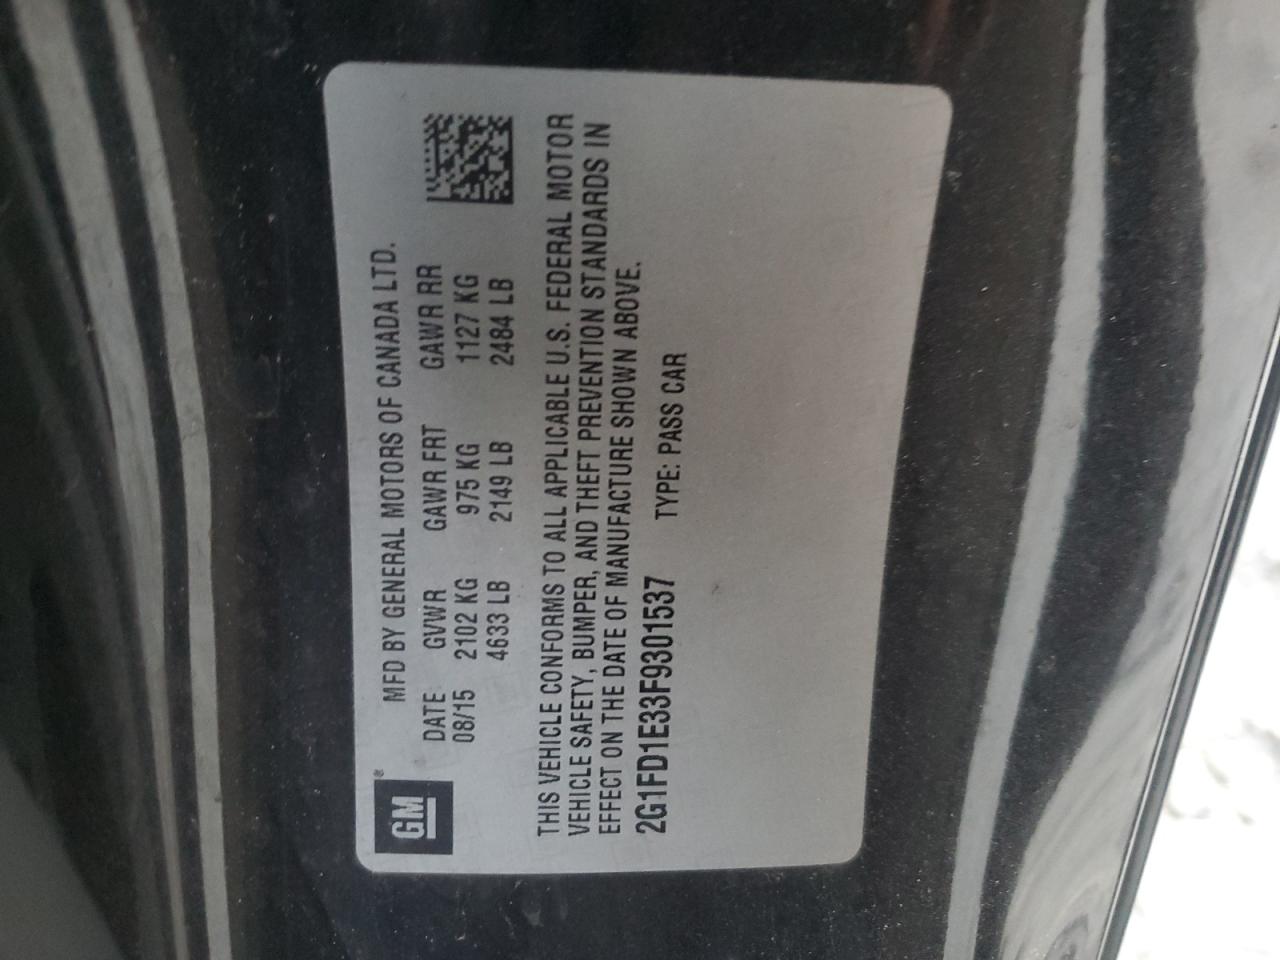 GM®
MFD BY GENERAL MOTORS OF CANADA LTD.
DATE GVWR GAWR FRT GAWR RR
08/15 2102 KG 975 KG 1127 KG
4633 LB 2149 LB 2484 LB
THIS VEHICLE CONFORMS TO ALL APPLICABLE U.S. FEDERAL MOTOR
VEHICLE SAFETY, BUMPER, AND THEFT PREVENTION STANDARDS IN
EFFECT ON THE DATE OF MANUFACTURE SHOWN ABOVE.
2G1FD1E33F9301537 TYPE: PASS CAR